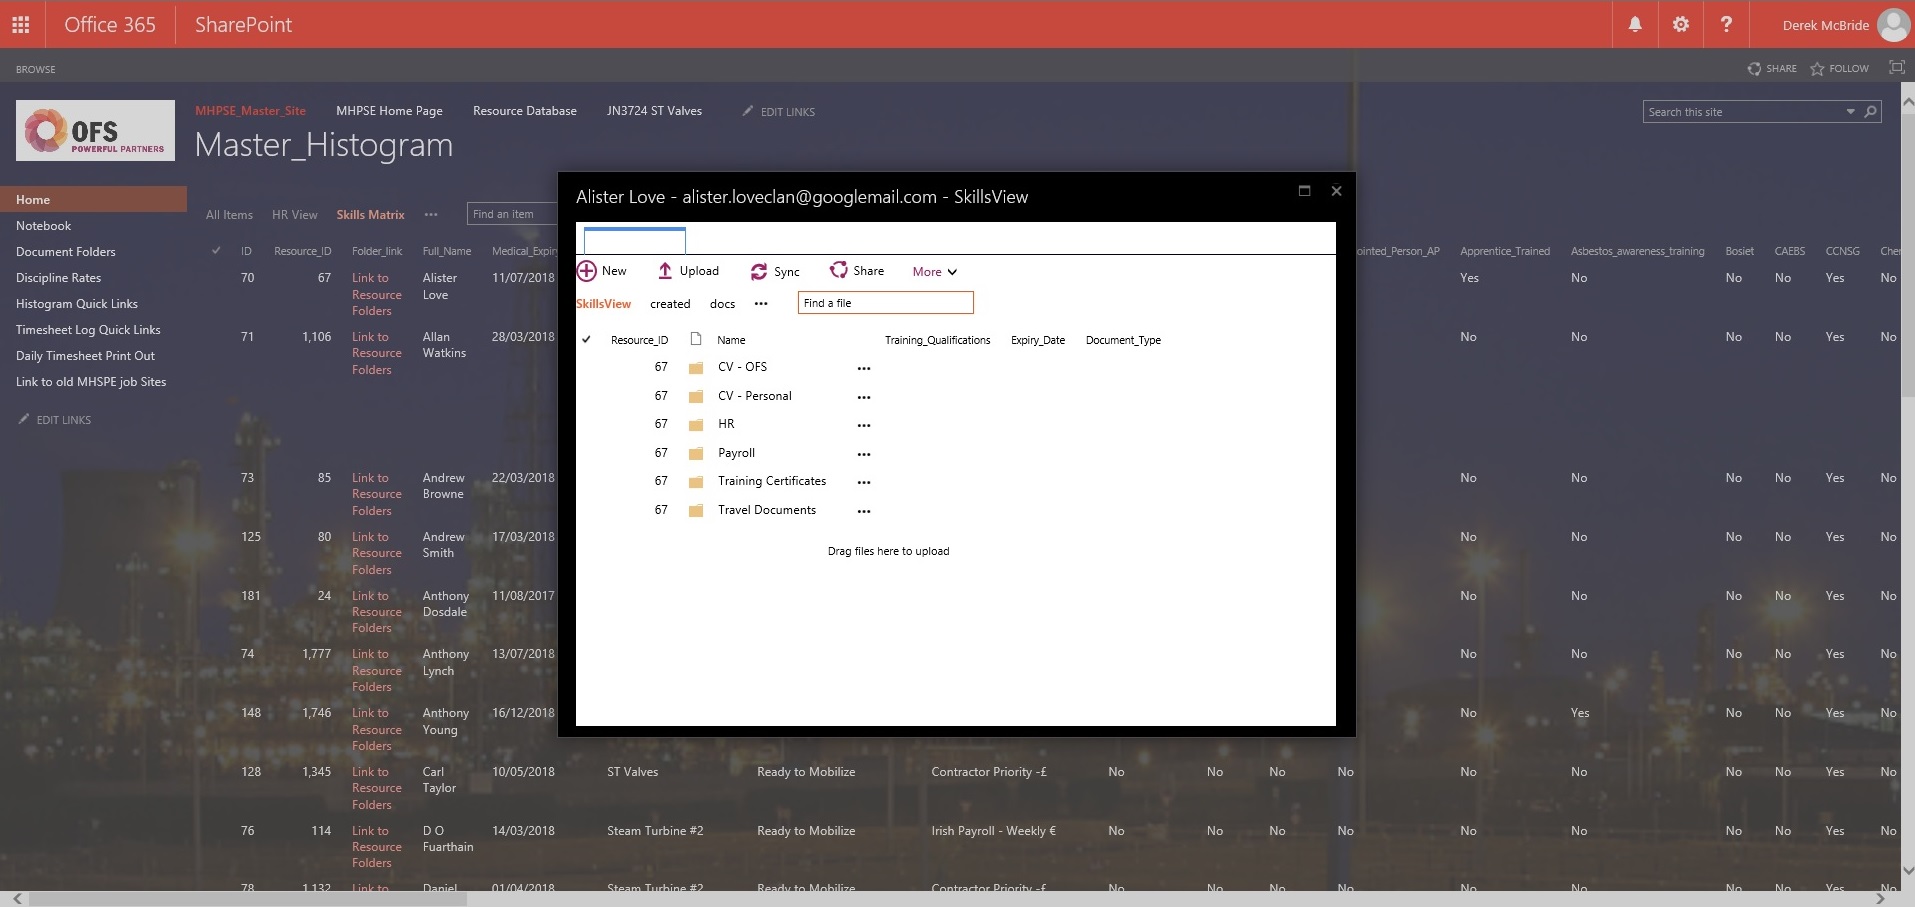 Office 365
SharePoint
?
Derek McBride
BROWSE
SHARE
FOLLOW
OFS
POWERFUL PARTNERS
MHPSE_Master_Site
MHPSE Home Page
Resource Database
JN3724 ST Valves
EDIT LINKS
Search this site
Master_Histogram
Home
Notebook
Document Folders
Discipline Rates
Histogram Quick Links
Timesheet Log Quick Links
Daily Timesheet Print Out
Link to old MHSPE job Sites
EDIT LINKS
All Items HR View Skills Matrix ••• Find an item
ID Resource_ID Folder_link Full_Name Medical_Expiry
70 67 Link to Resource Folders Alister Love 11/07/2018
71 1,106 Link to Resource Folders Allan Watkins 28/03/2018
73 85 Link to Resource Folders Andrew Browne 22/03/2018
125 80 Link to Resource Folders Andrew Smith 17/03/2018
181 24 Link to Resource Folders Anthony Dosdale 11/08/2017
74 1,777 Link to Resource Folders Anthony Lynch 13/07/2018
148 1,746 Link to Resource Folders Anthony Young 16/12/2018
128 1,345 Link to Resource Folders Carl Taylor 10/05/2018 ST Valves Ready to Mobilize Contractor Priority -£ No No No No No No No No Yes No
76 114 Link to Resource Folders D O Fuarthain 14/03/2018 Steam Turbine #2 Ready to Mobilize Irish Payroll - Weekly € No No No No No No No No Yes No
78 1,132 Link to Daniel 01/04/2018 Steam Turbine #2 Ready to Mobilize Contractor Priority -£ No No No No No No No No Yes No
Alister Love - alister.loveclan@googlemail.com - SkillsView
New Upload Sync Share More
SkillsView created docs ••• Find a file
Resource_ID Name Training_Qualifications Expiry_Date Document_Type
67 CV - OFS •••
67 CV - Personal •••
67 HR •••
67 Payroll •••
67 Training Certificates •••
67 Travel Documents •••
Drag files here to upload
ointed_Person_AP Apprentice_Trained Asbestos_awareness_training Bosiet CAEBS CCNSG Cher
Yes No No No Yes No
No No No No Yes No
No No No No Yes No
No No No No Yes No
No No No No Yes No
No No No No Yes No
No Yes No No Yes No